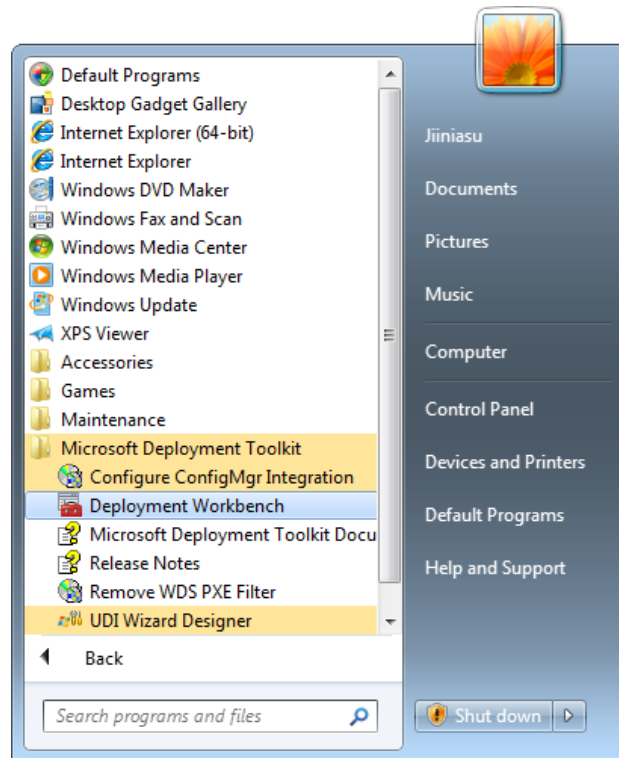 Default Programs
Desktop Gadget Gallery
Internet Explorer (64-bit)
Internet Explorer
Windows DVD Maker
Windows Fax and Scan
Windows Media Center
Windows Media Player
Windows Update
XPS Viewer
Accessories
Games
Maintenance
Microsoft Deployment Toolkit
Configure ConfigMgr Integration
Deployment Workbench
Microsoft Deployment Toolkit Docu
Release Notes
Remove WDS PXE Filter
UDI Wizard Designer
Back
Search programs and files
Jiiniasu
Documents
Pictures
Music
Computer
Control Panel
Devices and Printers
Default Programs
Help and Support
Shut down